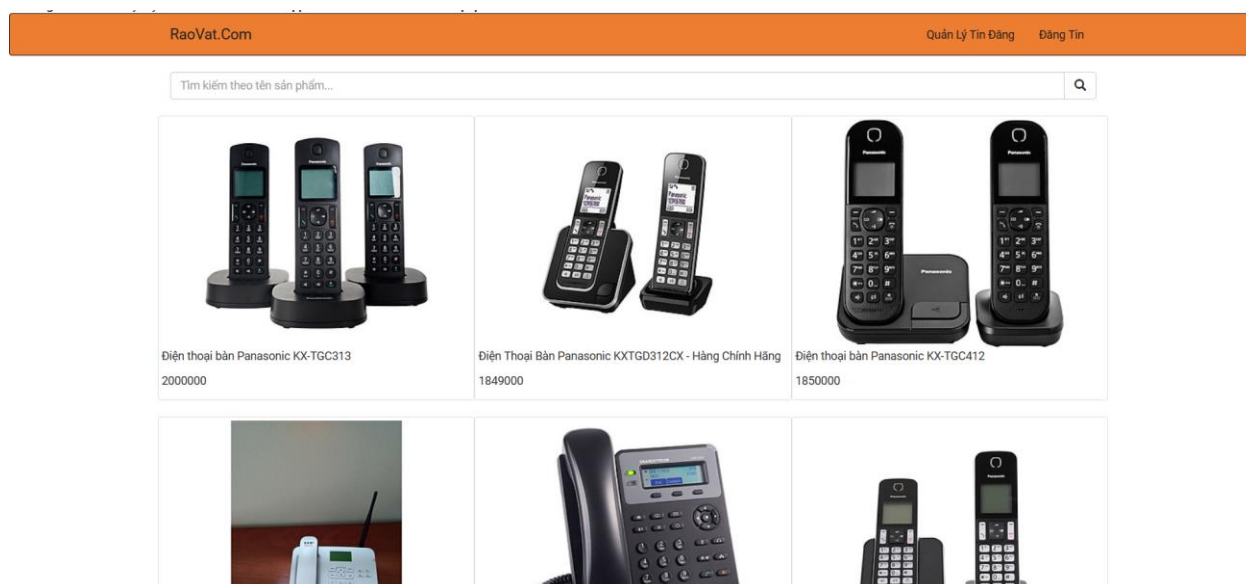 RaoVat.Com
Quản Lý Tin Đăng
Đăng Tin
Tìm kiếm theo tên sản phẩm...
Điện thoại bàn Panasonic KX-TGC313
2000000
Điện Thoại Bàn Panasonic KXTGD312CX - Hàng Chính Hãng
1849000
Điện thoại bàn Panasonic KX-TGC412
1850000